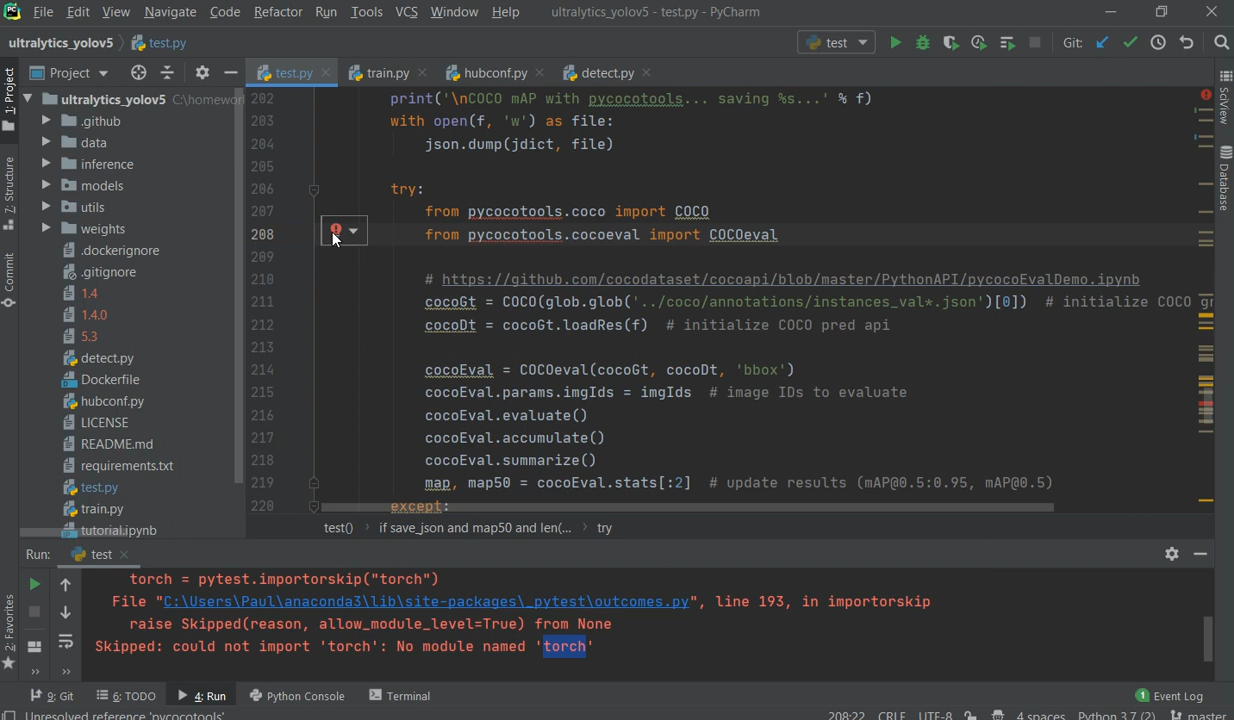 File Edit View Navigate Code Refactor Run Tools VCS Window Help ultralytics_yolov5 - test.py - PyCharm
ultralytics_yolov5 test.py test Git:
Project test.py train.py hubconf.py detect.py
1: Project
7: Structure
Commit
2: Favorites
SciView
Database
ultralytics_yolov5 C:\homewor
.github
data
inference
models
utils
weights
.dockerignore
.gitignore
1.4
1.4.0
5.3
detect.py
Dockerfile
hubconf.py
LICENSE
README.md
requirements.txt
test.py
train.py
tutorial.ipynb
202 print('\nCOCO mAP with pycocotools... saving %s...' % f)
203 with open(f, 'w') as file:
204 json.dump(jdict, file)
205
206 try:
207 from pycocotools.coco import COCO
208 from pycocotools.cocoeval import COCOeval
209
210 # https://github.com/cocodataset/cocoapi/blob/master/PythonAPI/pycocoEvalDemo.ipynb
211 cocoGt = COCO(glob.glob('../coco/annotations/instances_val*.json')[0]) # initialize COCO gr
212 cocoDt = cocoGt.loadRes(f) # initialize COCO pred api
213
214 cocoEval = COCOeval(cocoGt, cocoDt, 'bbox')
215 cocoEval.params.imgIds = imgIds # image IDs to evaluate
216 cocoEval.evaluate()
217 cocoEval.accumulate()
218 cocoEval.summarize()
219 map, map50 = cocoEval.stats[:2] # update results (mAP@0.5:0.95, mAP@0.5)
220 except:
test() if save_json and map50 and len(... try
Run: test
torch = pytest.importorskip("torch")
File "C:\Users\Paul\anaconda3\lib\site-packages\_pytest\outcomes.py", line 193, in importorskip
raise Skipped(reason, allow_module_level=True) from None
Skipped: could not import 'torch': No module named 'torch'
9: Git 6: TODO 4: Run Python Console Terminal 1 Event Log
Unresolved reference 'pycocotools' 208:22 CRLF UTF-8 4 spaces Python 3.7 (2) master